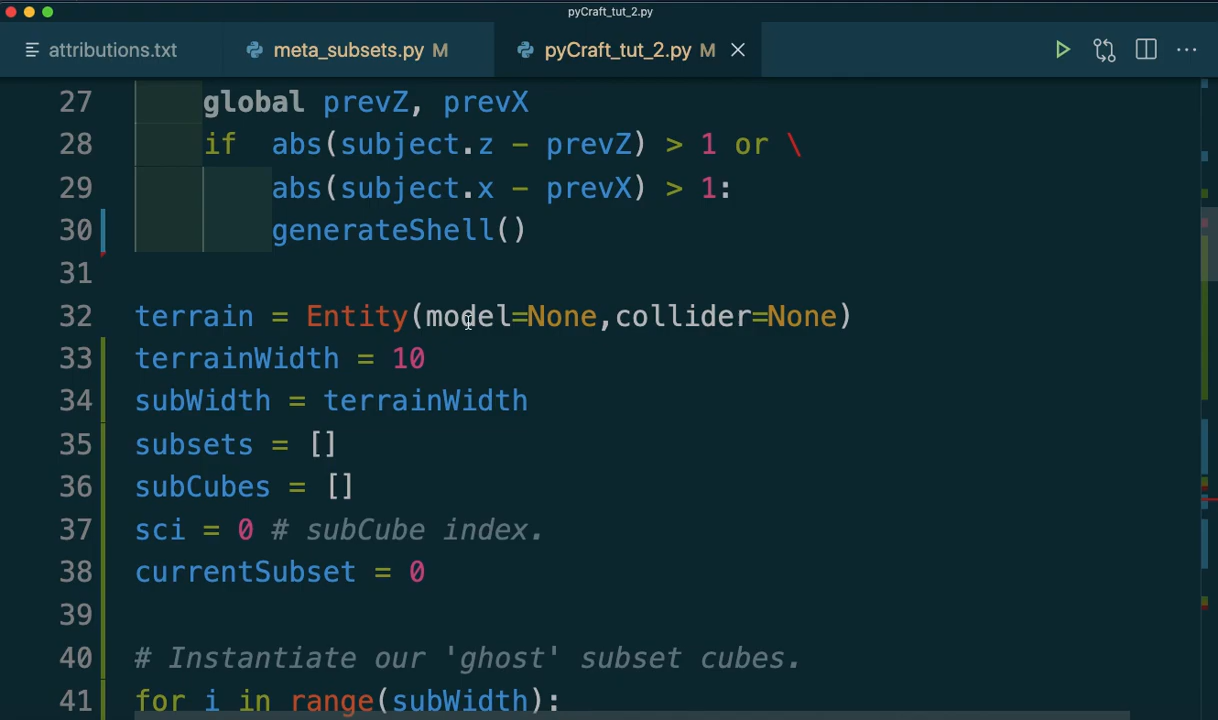 pyCraft_tut_2.py
attributions.txt meta_subsets.py M pyCraft_tut_2.py M
27 global prevZ, prevX
28 if abs(subject.z - prevZ) > 1 or \
29 abs(subject.x - prevX) > 1:
30 generateShell()
31
32 terrain = Entity(model=None,collider=None)
33 terrainWidth = 10
34 subWidth = terrainWidth
35 subsets = []
36 subCubes = []
37 sci = 0 # subCube index.
38 currentSubset = 0
39
40 # Instantiate our 'ghost' subset cubes.
41 for i in range(subWidth):